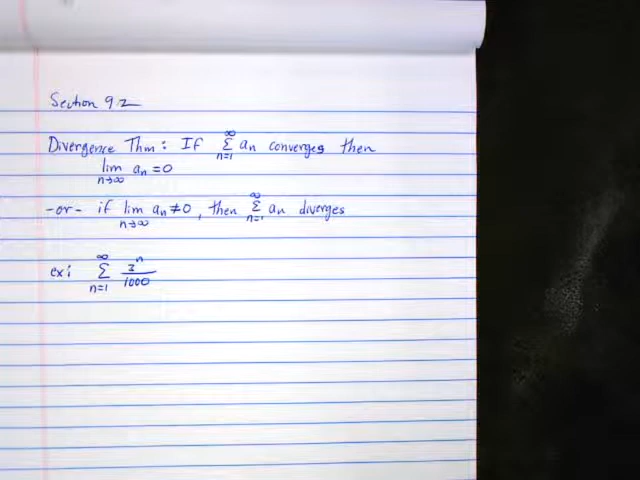 Section 9.2
Divergence Thm: If ∑_{n=1}^{∞} a_n converges then
lim_{n→∞} a_n = 0
-or- if lim_{n→∞} a_n ≠ 0, then ∑_{n=1}^{∞} a_n diverges
ex: ∑_{n=1}^{∞} 3^n/1000